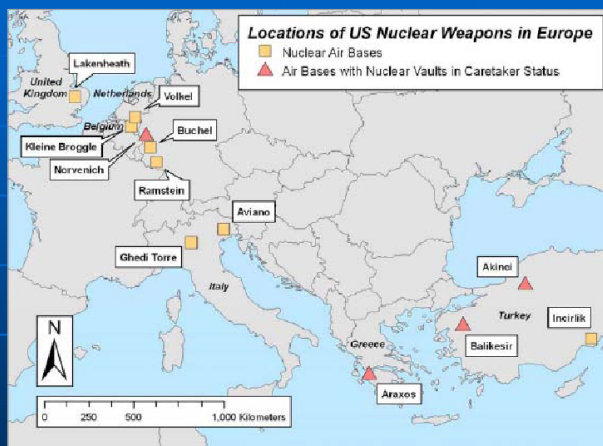 Locations of US Nuclear Weapons in Europe
Nuclear Air Bases
Air Bases with Nuclear Vaults in Caretaker Status
Lakenheath
United
Kingdom
Netherlands
Volkel
Belgium
Buchel
Kleine Broggle
Norvenich
Ramstein
Aviano
Ghedi Torre
Italy
Akinci
Turkey
Incirlik
Balikesir
Greece
Araxos
N
0 250 500 1,000 Kilometers